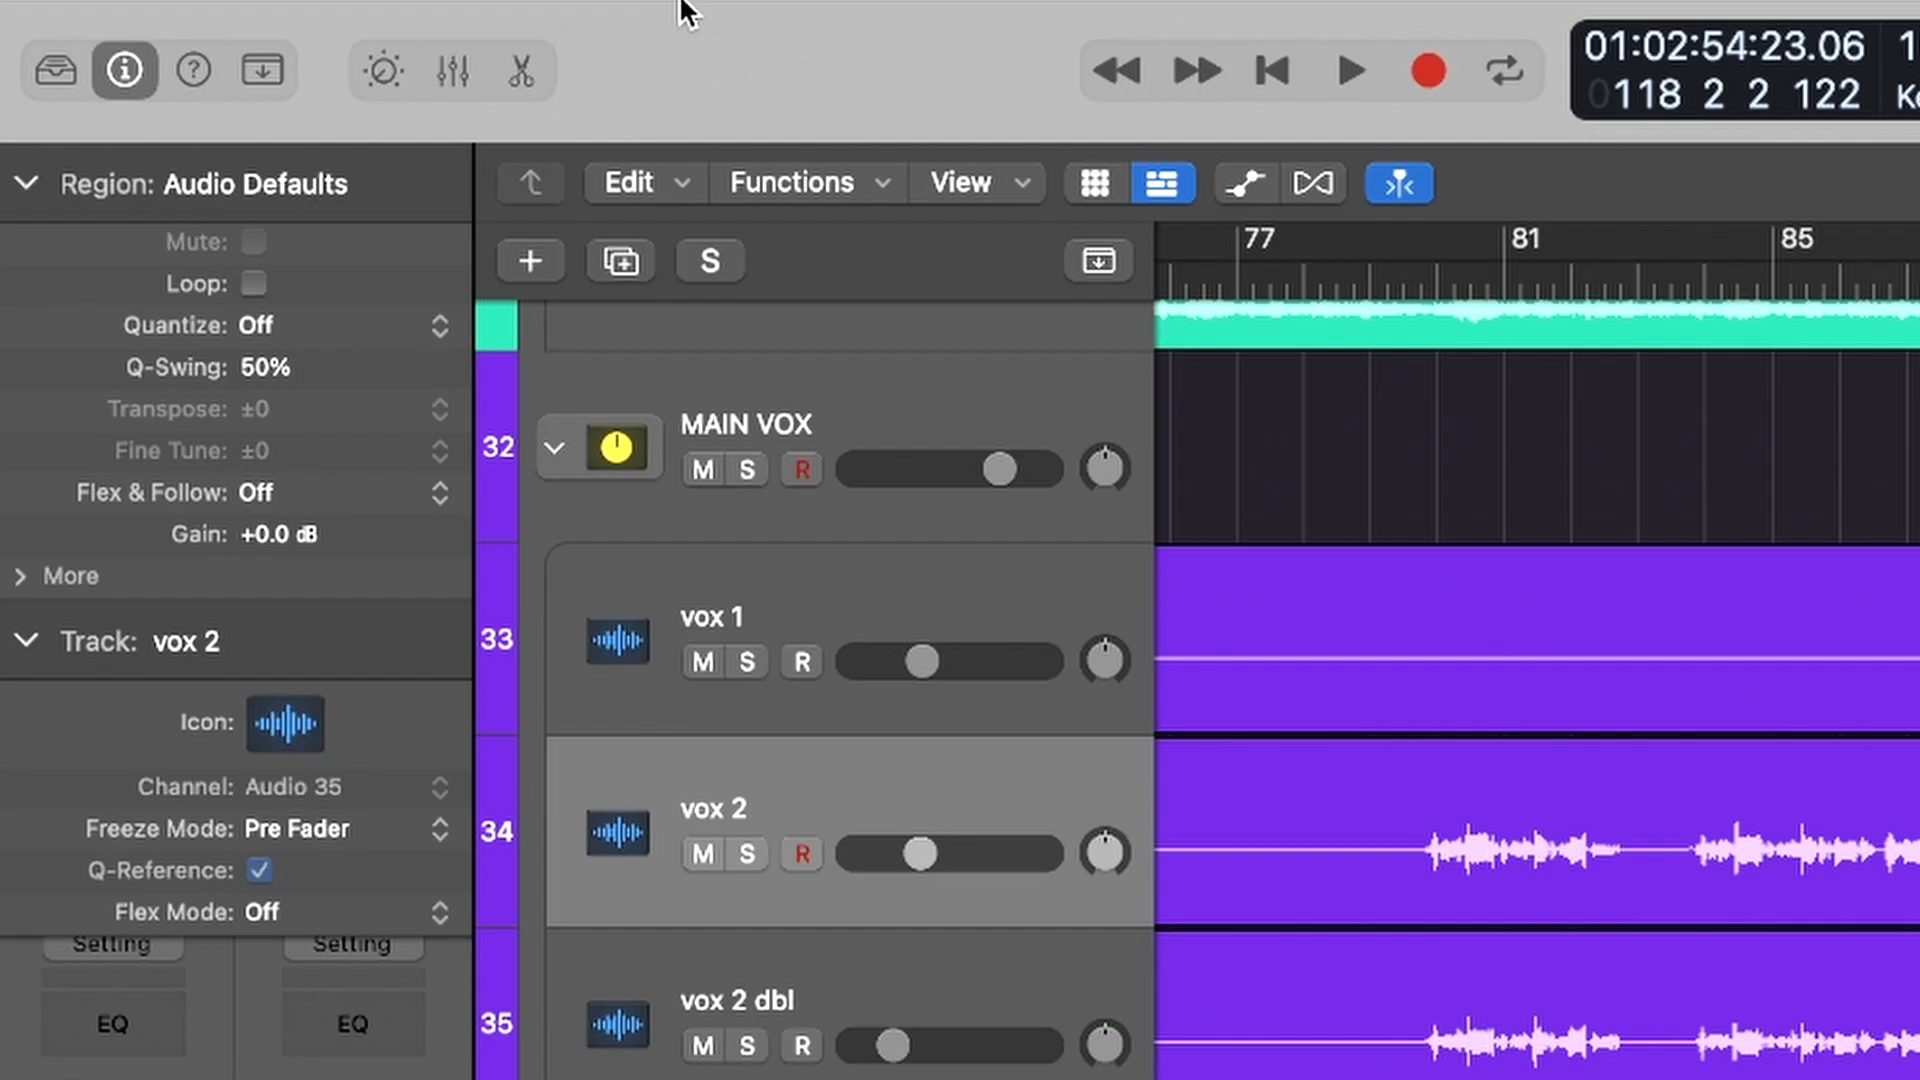 01:02:54:23.06
0118 2 2 122
Region: Audio Defaults
Edit
Functions
View
Mute:
Loop:
Quantize: Off
Q-Swing: 50%
Transpose: ±0
Fine Tune: ±0
Flex & Follow: Off
Gain: +0.0 dB
More
Track: vox 2
Icon:
Channel: Audio 35
Freeze Mode: Pre Fader
Q-Reference:
Flex Mode: Off
Setting Setting
EQ EQ
S
77 81 85
32
MAIN VOX
M S R
33
vox 1
M S R
34
vox 2
M S R
35
vox 2 dbl
M S R